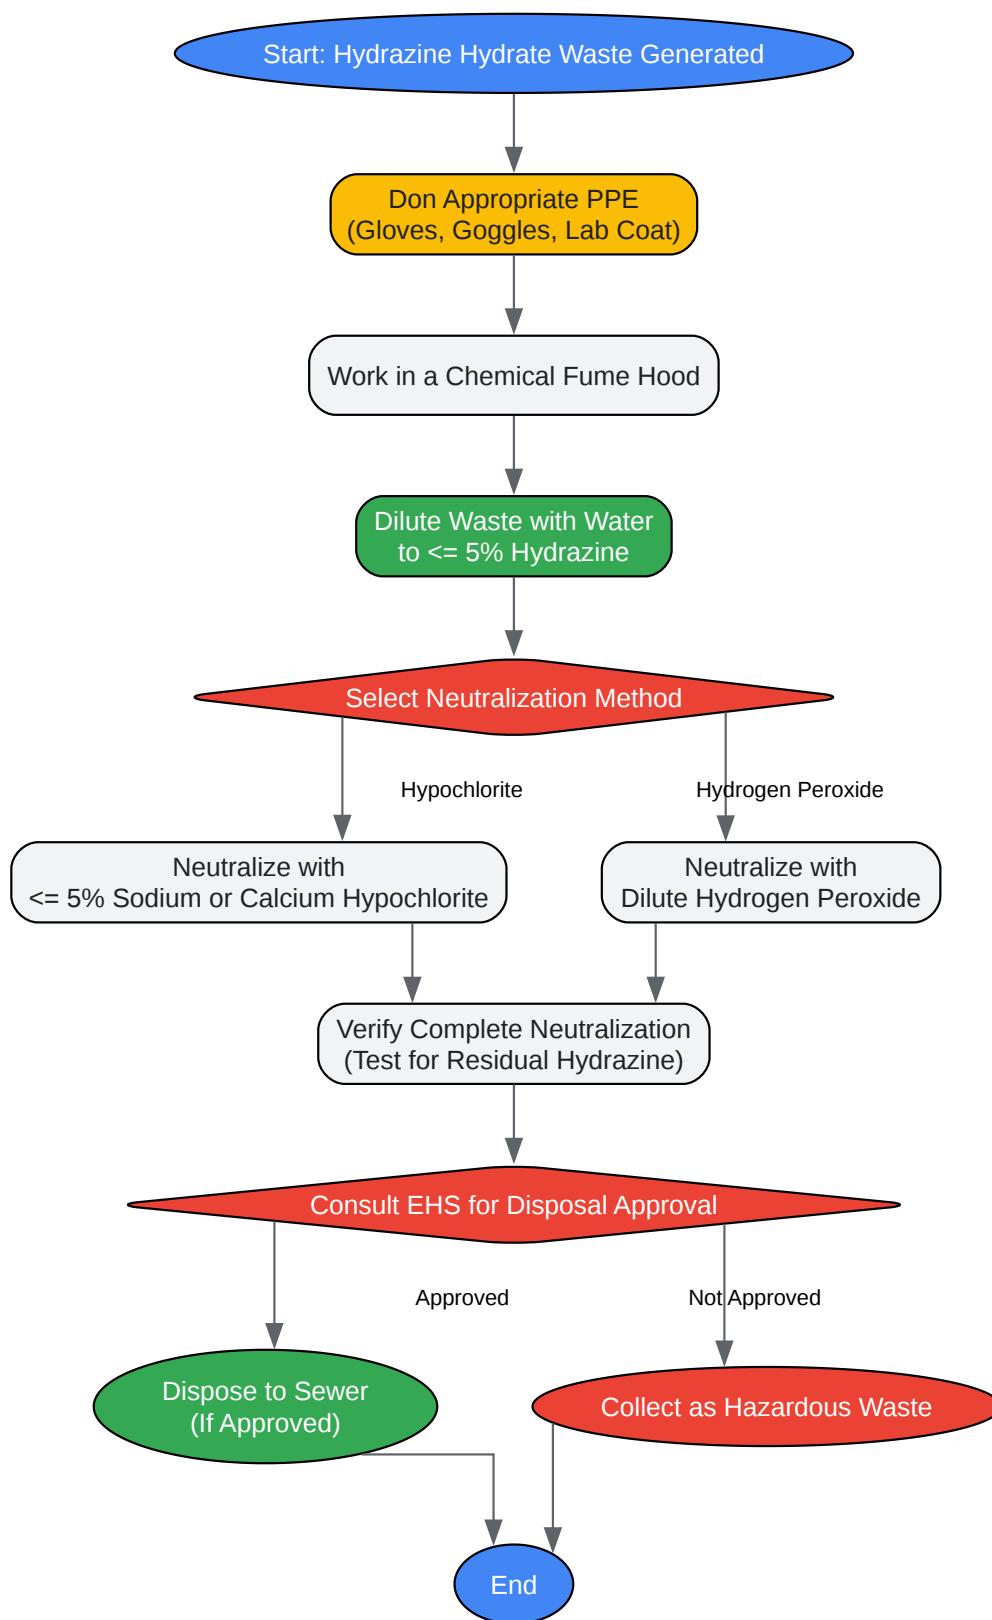 Start: Hydrazine Hydrate Waste Generated
Don Appropriate PPE
(Gloves, Goggles, Lab Coat)
Work in a Chemical Fume Hood
Dilute Waste with Water
to <= 5% Hydrazine
Select Neutralization Method
Hypochlorite
Hydrogen Peroxide
Neutralize with
<= 5% Sodium or Calcium Hypochlorite
Neutralize with
Dilute Hydrogen Peroxide
Verify Complete Neutralization
(Test for Residual Hydrazine)
Consult EHS for Disposal Approval
Approved
Not Approved
Dispose to Sewer
(If Approved)
Collect as Hazardous Waste
End